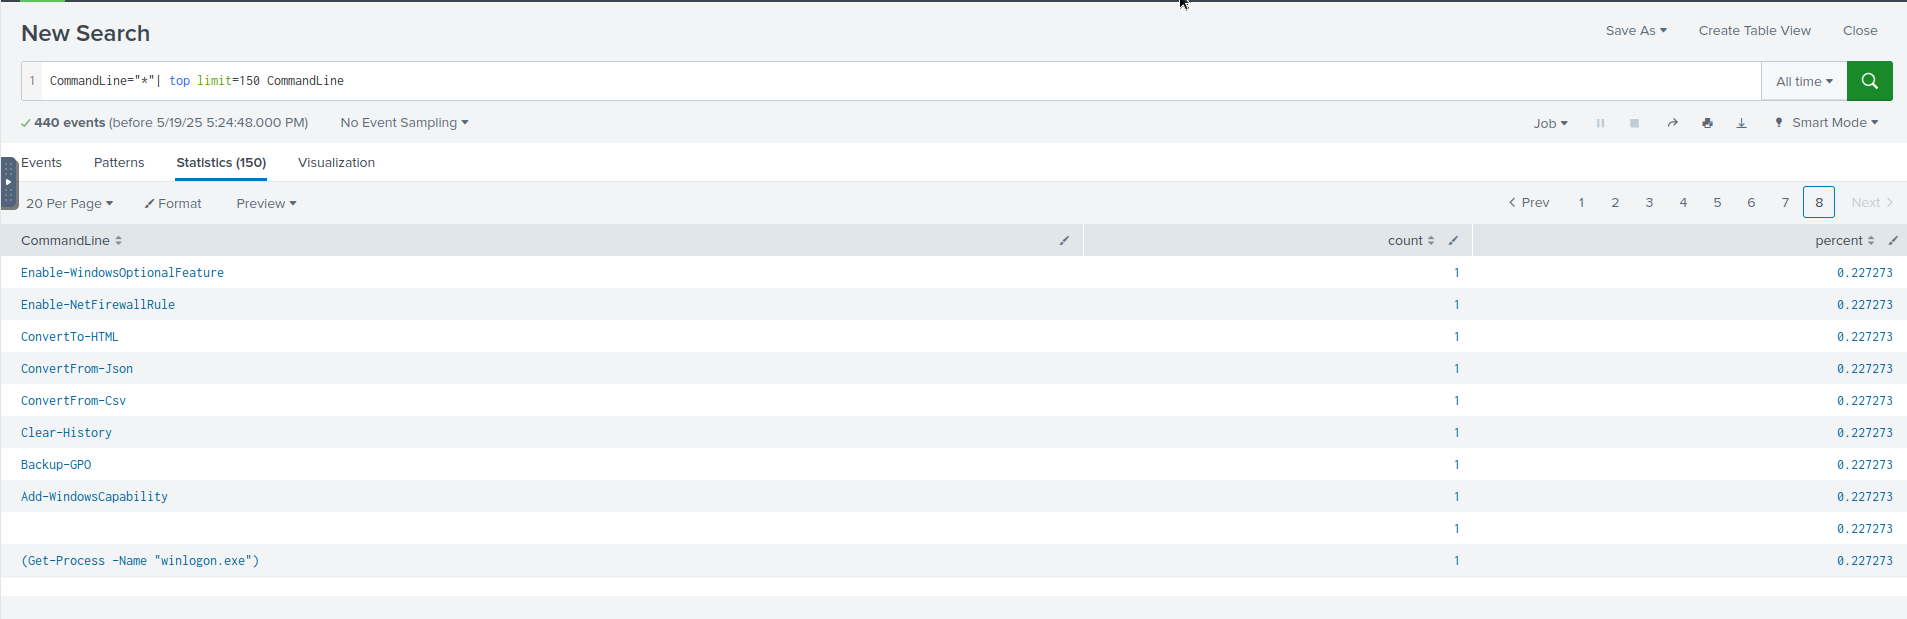 New Search
Save As
Create Table View
Close
1 CommandLine="*"| top limit=150 CommandLine
All time
440 events (before 5/19/25 5:24:48.000 PM)
No Event Sampling
Job
Smart Mode
Events
Patterns
Statistics (150)
Visualization
20 Per Page
Format
Preview
Prev 1 2 3 4 5 6 7 8 Next
CommandLine count percent
Enable-WindowsOptionalFeature 1 0.227273
Enable-NetFirewallRule 1 0.227273
ConvertTo-HTML 1 0.227273
ConvertFrom-Json 1 0.227273
ConvertFrom-Csv 1 0.227273
Clear-History 1 0.227273
Backup-GPO 1 0.227273
Add-WindowsCapability 1 0.227273
1 0.227273
(Get-Process -Name "winlogon.exe") 1 0.227273